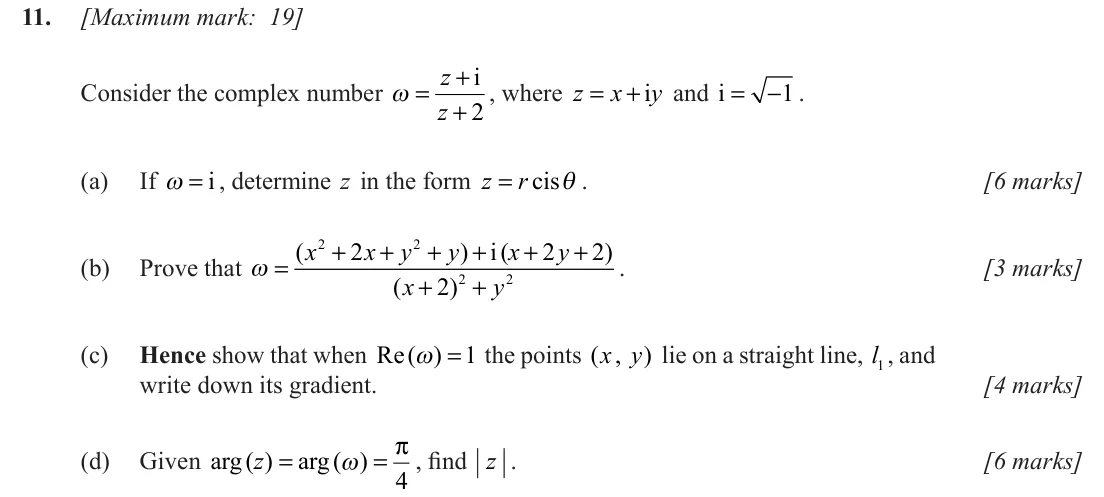 11. [Maximum mark: 19]
Consider the complex number ω = (z + i)/(z + 2), where z = x + iy and i = √−1.
(a) If ω = i, determine z in the form z = r cis θ. [6 marks]
(b) Prove that ω = ((x² + 2x + y² + y) + i(x + 2y + 2))/((x + 2)² + y²). [3 marks]
(c) Hence show that when Re(ω) = 1 the points (x, y) lie on a straight line, l₁, and
write down its gradient. [4 marks]
(d) Given arg(z) = arg(ω) = π/4, find |z|. [6 marks]